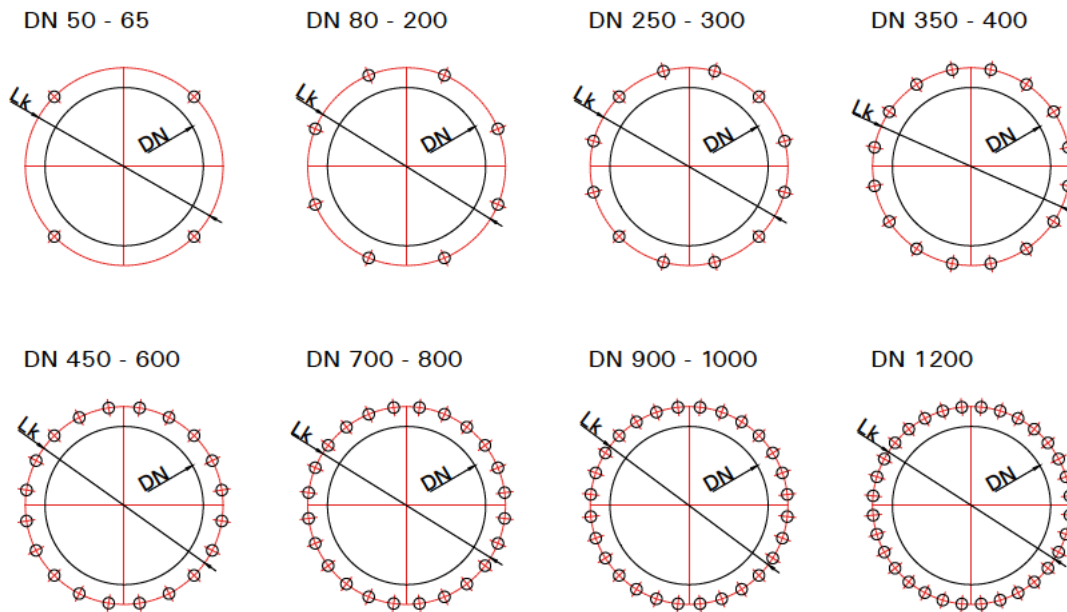 DN 50 - 65
DN 80 - 200
DN 250 - 300
DN 350 - 400
Lk
DN
Lk
DN
Lk
DN
Lk
DN
DN 450 - 600
DN 700 - 800
DN 900 - 1000
DN 1200
Lk
DN
Lk
DN
Lk
DN
Lk
DN